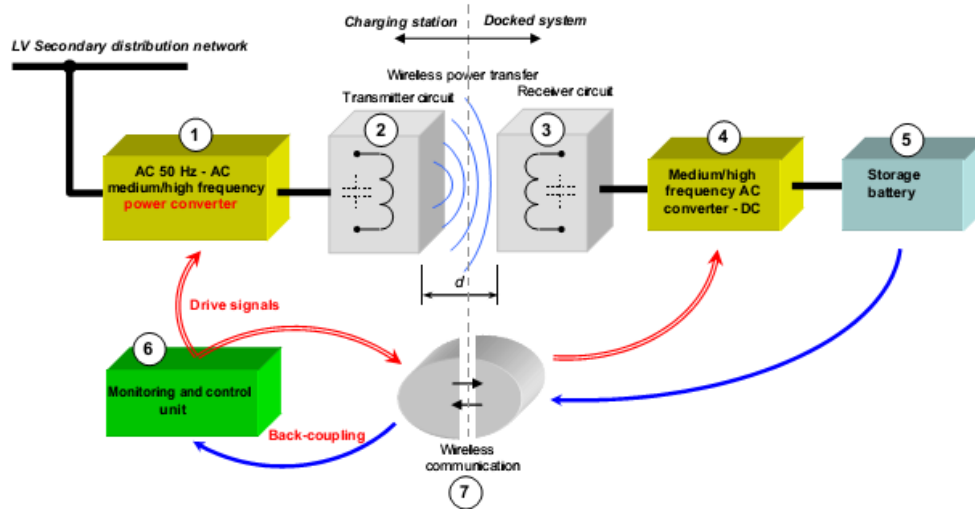 Charging station
Docked system
LV Secondary distribution network
Wireless power transfer
Transmitter circuit
Receiver circuit
1
2
3
4
5
AC 50 Hz - AC
medium/high frequency
power converter
Medium/high
frequency AC
converter - DC
Storage
battery
d
Drive signals
6
Monitoring and control
unit
Back-coupling
Wireless
communication
7